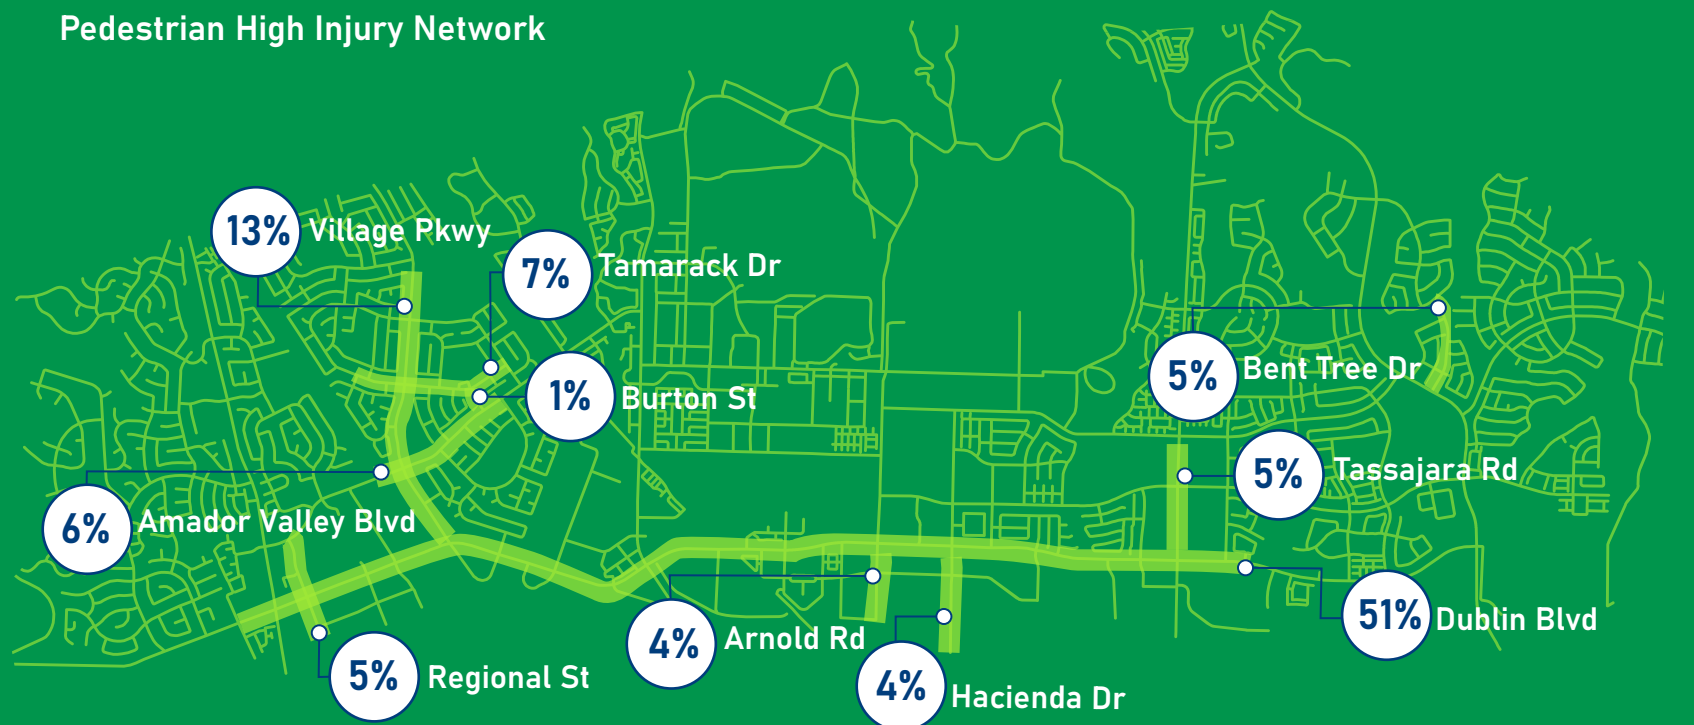 Pedestrian High Injury Network
13% Village Pkwy
7% Tamarack Dr
1% Burton St
5% Bent Tree Dr
5% Tassajara Rd
6% Amador Valley Blvd
51% Dublin Blvd
4% Arnold Rd
5% Regional St
4% Hacienda Dr